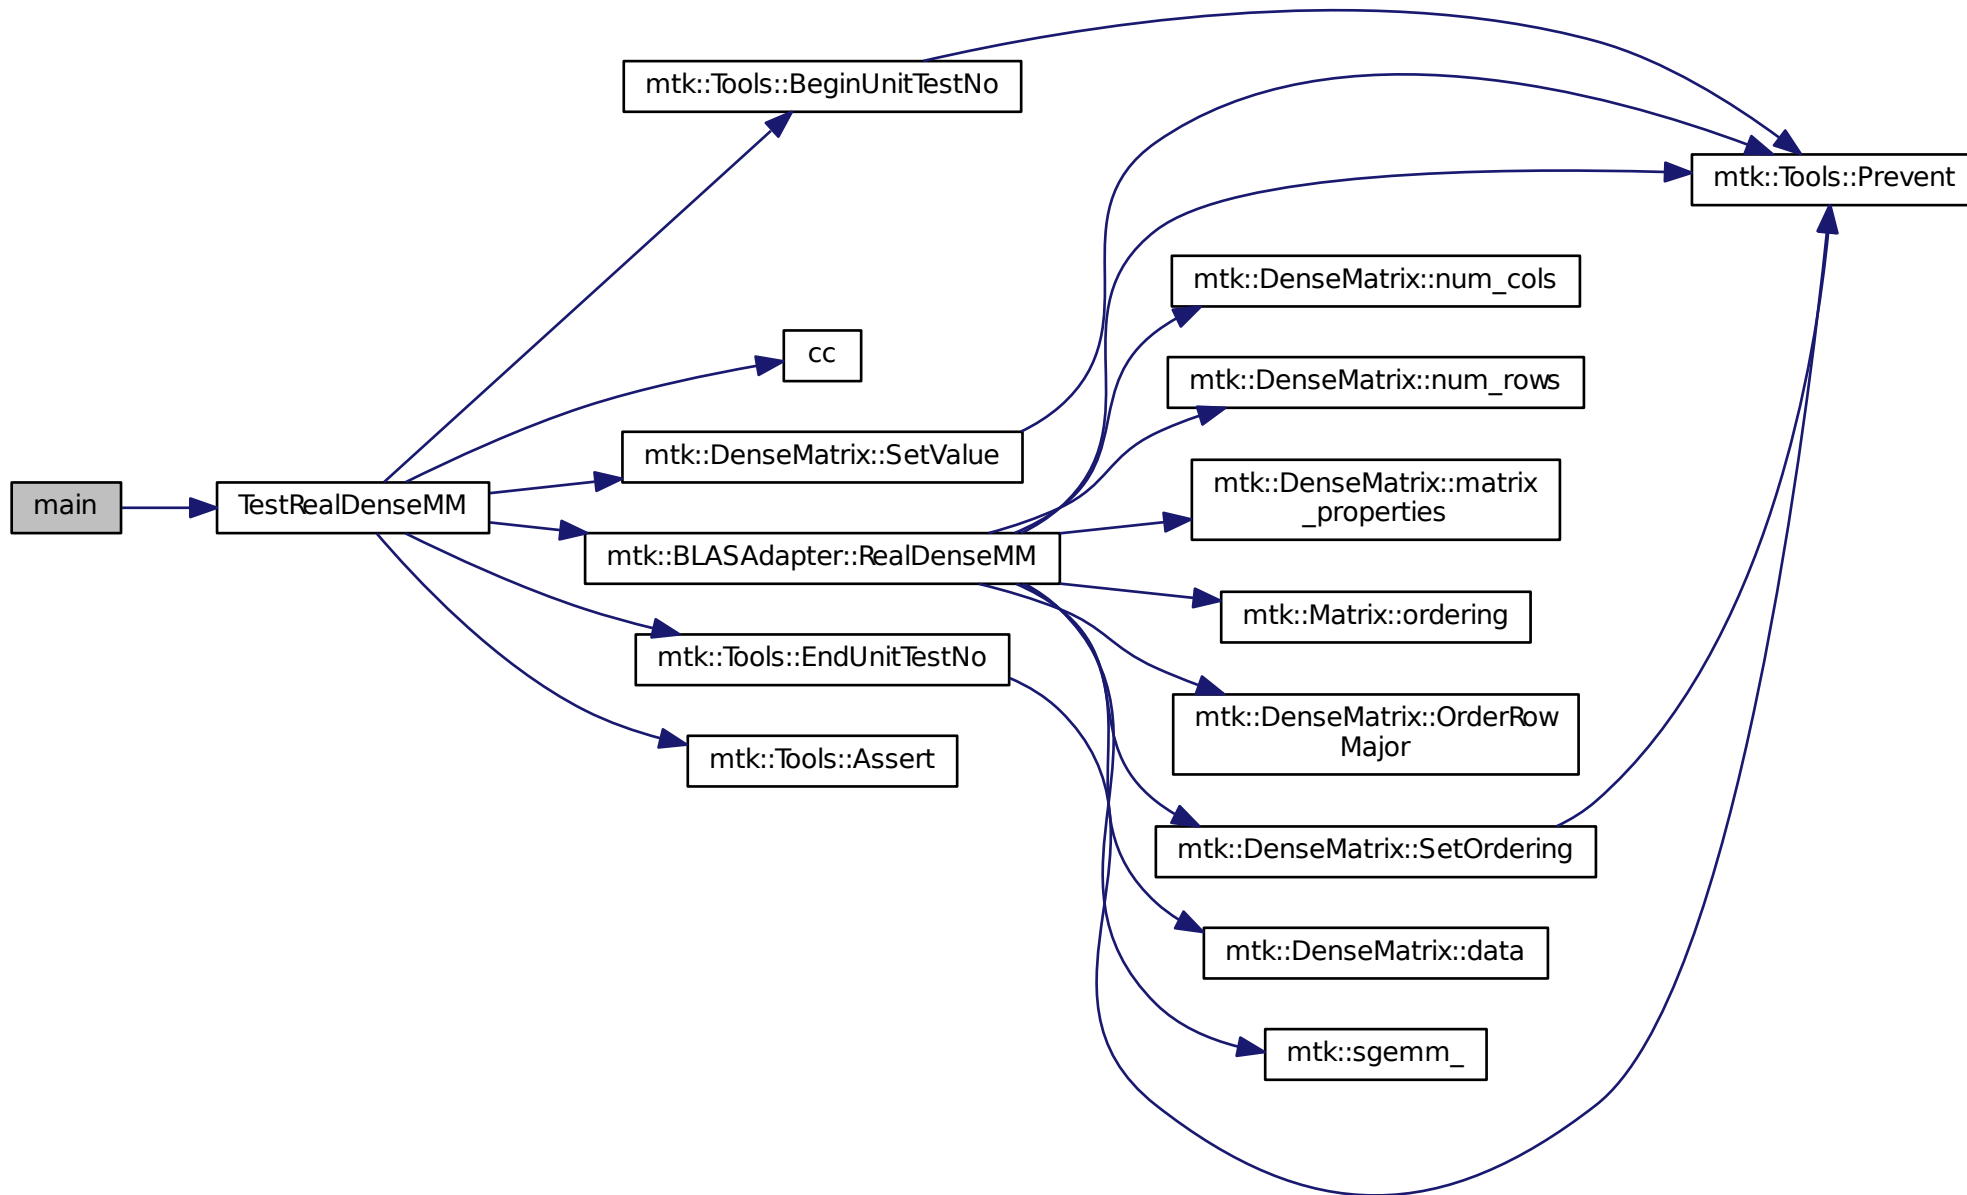 main
TestRealDenseMM
mtk::Tools::BeginUnitTestNo
cc
mtk::DenseMatrix::SetValue
mtk::BLASAdapter::RealDenseMM
mtk::Tools::EndUnitTestNo
mtk::Tools::Assert
mtk::Tools::Prevent
mtk::DenseMatrix::num_cols
mtk::DenseMatrix::num_rows
mtk::DenseMatrix::matrix
_properties
mtk::Matrix::ordering
mtk::DenseMatrix::OrderRow
Major
mtk::DenseMatrix::SetOrdering
mtk::DenseMatrix::data
mtk::sgemm_